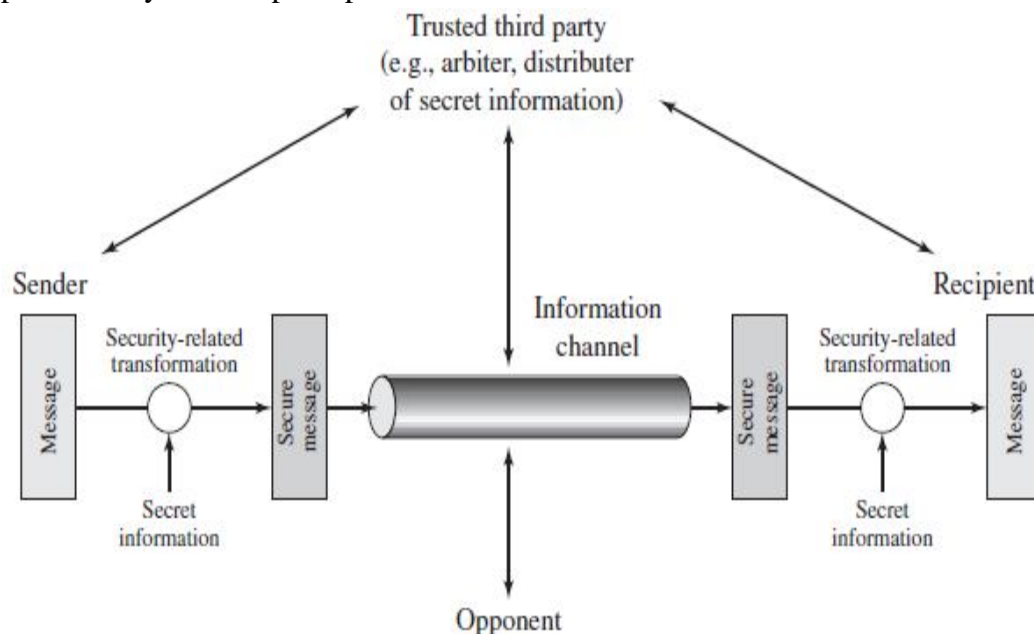 Trusted third party
(e.g., arbiter, distributer
of secret information)
Sender
Recipient
Information
channel
Security-related
transformation
Security-related
transformation
Message
Secure
message
Secure
message
Message
Secret
information
Secret
information
Opponent